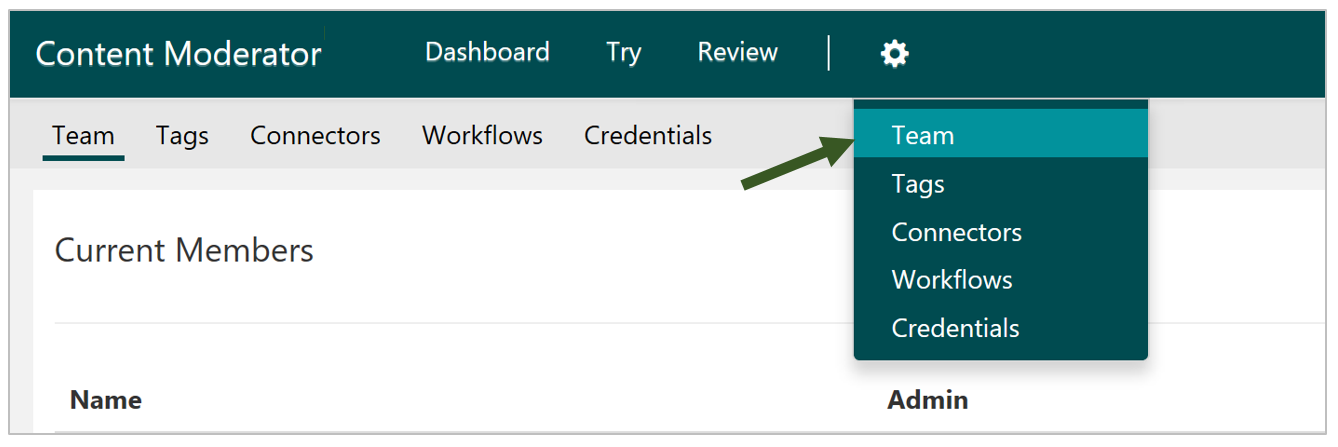 Content Moderator Dashboard Try Review
Team Tags Connectors Workflows Credentials
Team
Tags
Connectors
Workflows
Credentials
Current Members
Name Admin